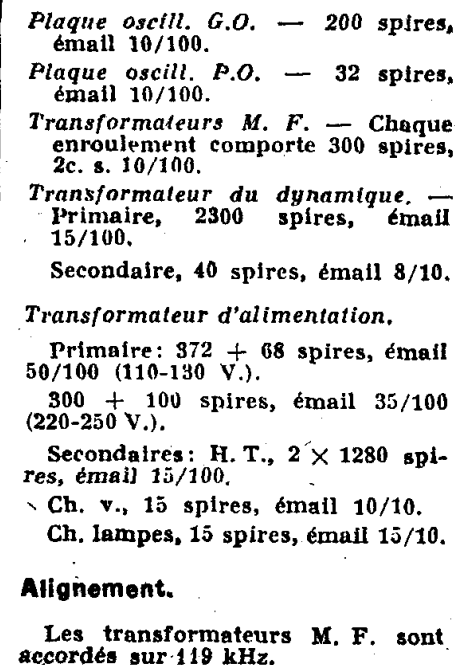 Plaque oscill. G.O. — 200 spires,
émail 10/100.
Plaque oscill. P.O. — 32 spires,
émail 10/100.
Transformateurs M. F. — Chaque
enroulement comporte 300 spires,
2c. s. 10/100.
Transformateur du dynamique. —
Primaire, 2300 spires, émail
15/100.
Secondaire, 40 spires, émail 8/10.
Transformateur d'alimentation.
Primaire: 372 + 68 spires, émail
50/100 (110-130 V.).
300 + 100 spires, émail 35/100
(220-250 V.).
Secondaires: H. T., 2 × 1280 spi-
res, émail 15/100.
Ch. v., 15 spires, émail 10/10.
Ch. lampes, 15 spires, émail 15/10.
Alignement.
Les transformateurs M. F. sont
accordés sur 119 kHz.